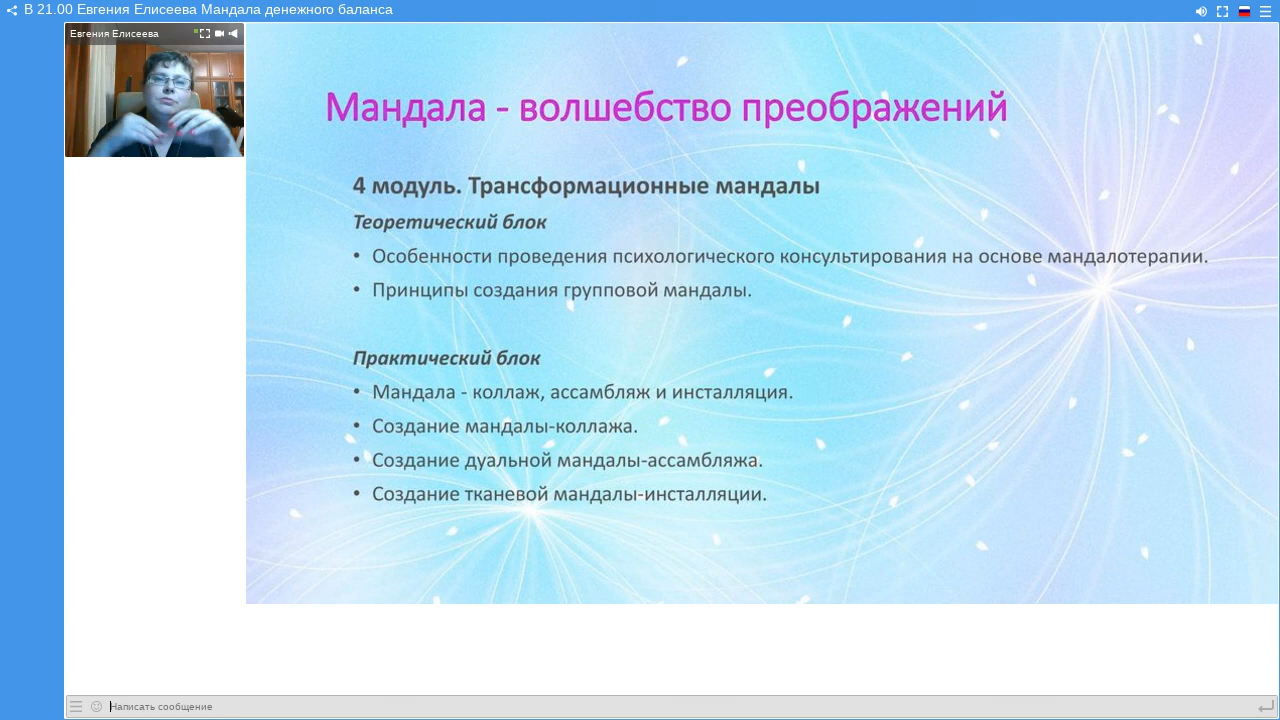 В 21.00 Евгения Елисеева Мандала денежного баланса
Евгения Елисеева
Мандала - волшебство преображений
4 модуль. Трансформационные мандалы
Теоретический блок
• Особенности проведения психологического консультирования на основе мандалотерапии.
• Принципы создания групповой мандалы.
Практический блок
• Мандала - коллаж, ассамбляж и инсталляция.
• Создание мандалы-коллажа.
• Создание дуальной мандалы-ассамбляжа.
• Создание тканевой мандалы-инсталляции.
Написать сообщение